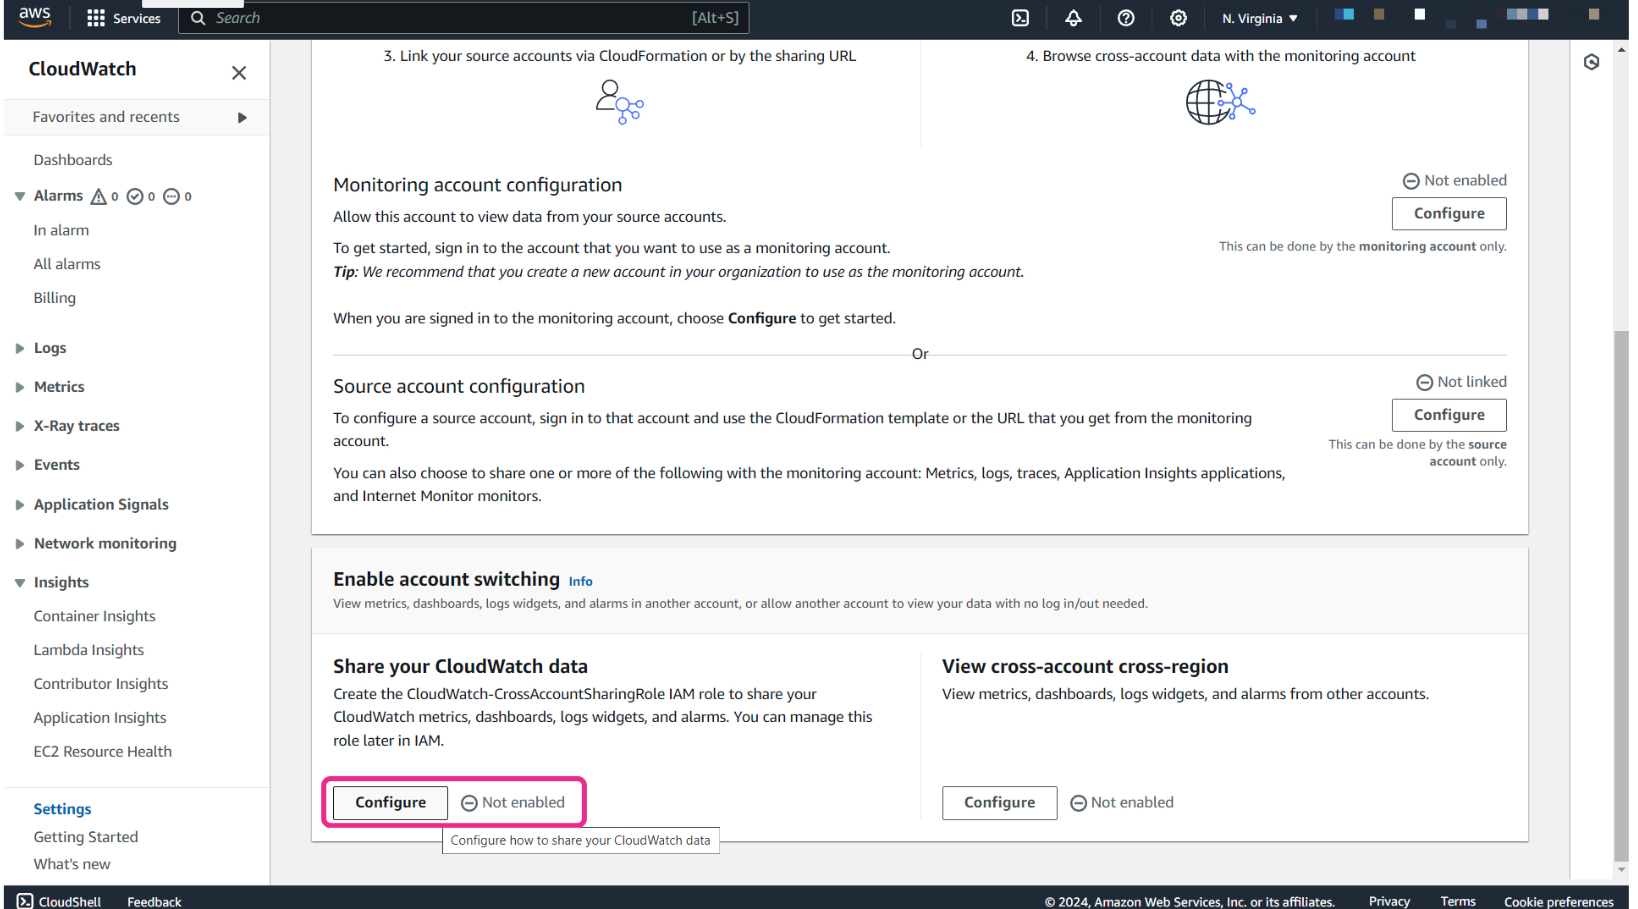 aws
Services
Search
[Alt+S]
N. Virginia
CloudWatch
Favorites and recents
Dashboards
Alarms 0 0 0
In alarm
All alarms
Billing
Logs
Metrics
X-Ray traces
Events
Application Signals
Network monitoring
Insights
Container Insights
Lambda Insights
Contributor Insights
Application Insights
EC2 Resource Health
Settings
Getting Started
What's new
3. Link your source accounts via CloudFormation or by the sharing URL
4. Browse cross-account data with the monitoring account
Monitoring account configuration
Not enabled
Allow this account to view data from your source accounts.
Configure
To get started, sign in to the account that you want to use as a monitoring account.
This can be done by the monitoring account only.
Tip: We recommend that you create a new account in your organization to use as the monitoring account.
When you are signed in to the monitoring account, choose Configure to get started.
Or
Source account configuration
Not linked
To configure a source account, sign in to that account and use the CloudFormation template or the URL that you get from the monitoring
account.
Configure
This can be done by the source
account only.
You can also choose to share one or more of the following with the monitoring account: Metrics, logs, traces, Application Insights applications,
and Internet Monitor monitors.
Enable account switching Info
View metrics, dashboards, logs widgets, and alarms in another account, or allow another account to view your data with no log in/out needed.
Share your CloudWatch data
Create the CloudWatch-CrossAccountSharingRole IAM role to share your
CloudWatch metrics, dashboards, logs widgets, and alarms. You can manage this
role later in IAM.
Configure
Not enabled
Configure how to share your CloudWatch data
View cross-account cross-region
View metrics, dashboards, logs widgets, and alarms from other accounts.
Configure
Not enabled
CloudShell
Feedback
© 2024, Amazon Web Services, Inc. or its affiliates.
Privacy
Terms
Cookie preferences